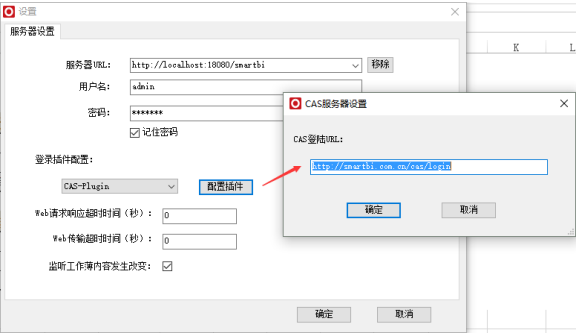 设置
服务器设置
服务器URL: http://localhost:18080/smartbi 移除
用户名: admin
密码: *******
记住密码
登录插件配置:
CAS-Plugin 配置插件
Web请求响应超时时间（秒）: 0
Web传输超时时间（秒）: 0
监听工作薄内容发生改变:
确定 取消
CAS服务器设置
CAS登陆URL:
http://smartbi.com.cn/cas/login
确定 取消
K L